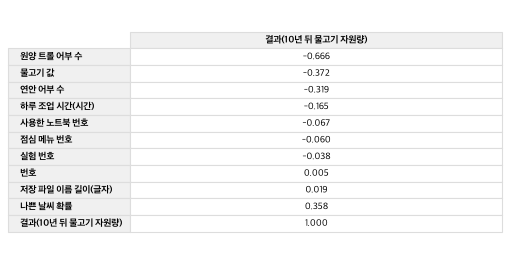 결과(10년 뒤 물고기 자원량)
원양 트롤 어부 수 -0.666
물고기 값 -0.372
연안 어부 수 -0.319
하루 조업 시간(시간) -0.165
사용한 노트북 번호 -0.067
점심 메뉴 번호 -0.060
실험 번호 -0.038
번호 0.005
저장 파일 이름 길이(글자) 0.019
나쁜 날씨 확률 0.358
결과(10년 뒤 물고기 자원량) 1.000